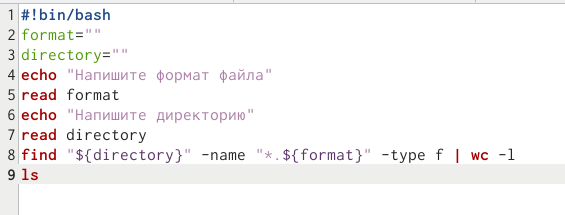 1 #!bin/bash
2 format=""
3 directory=""
4 echo "Напишите формат файла"
5 read format
6 echo "Напишите директорию"
7 read directory
8 find "${directory}" -name "*.${format}" -type f | wc -l
9 ls